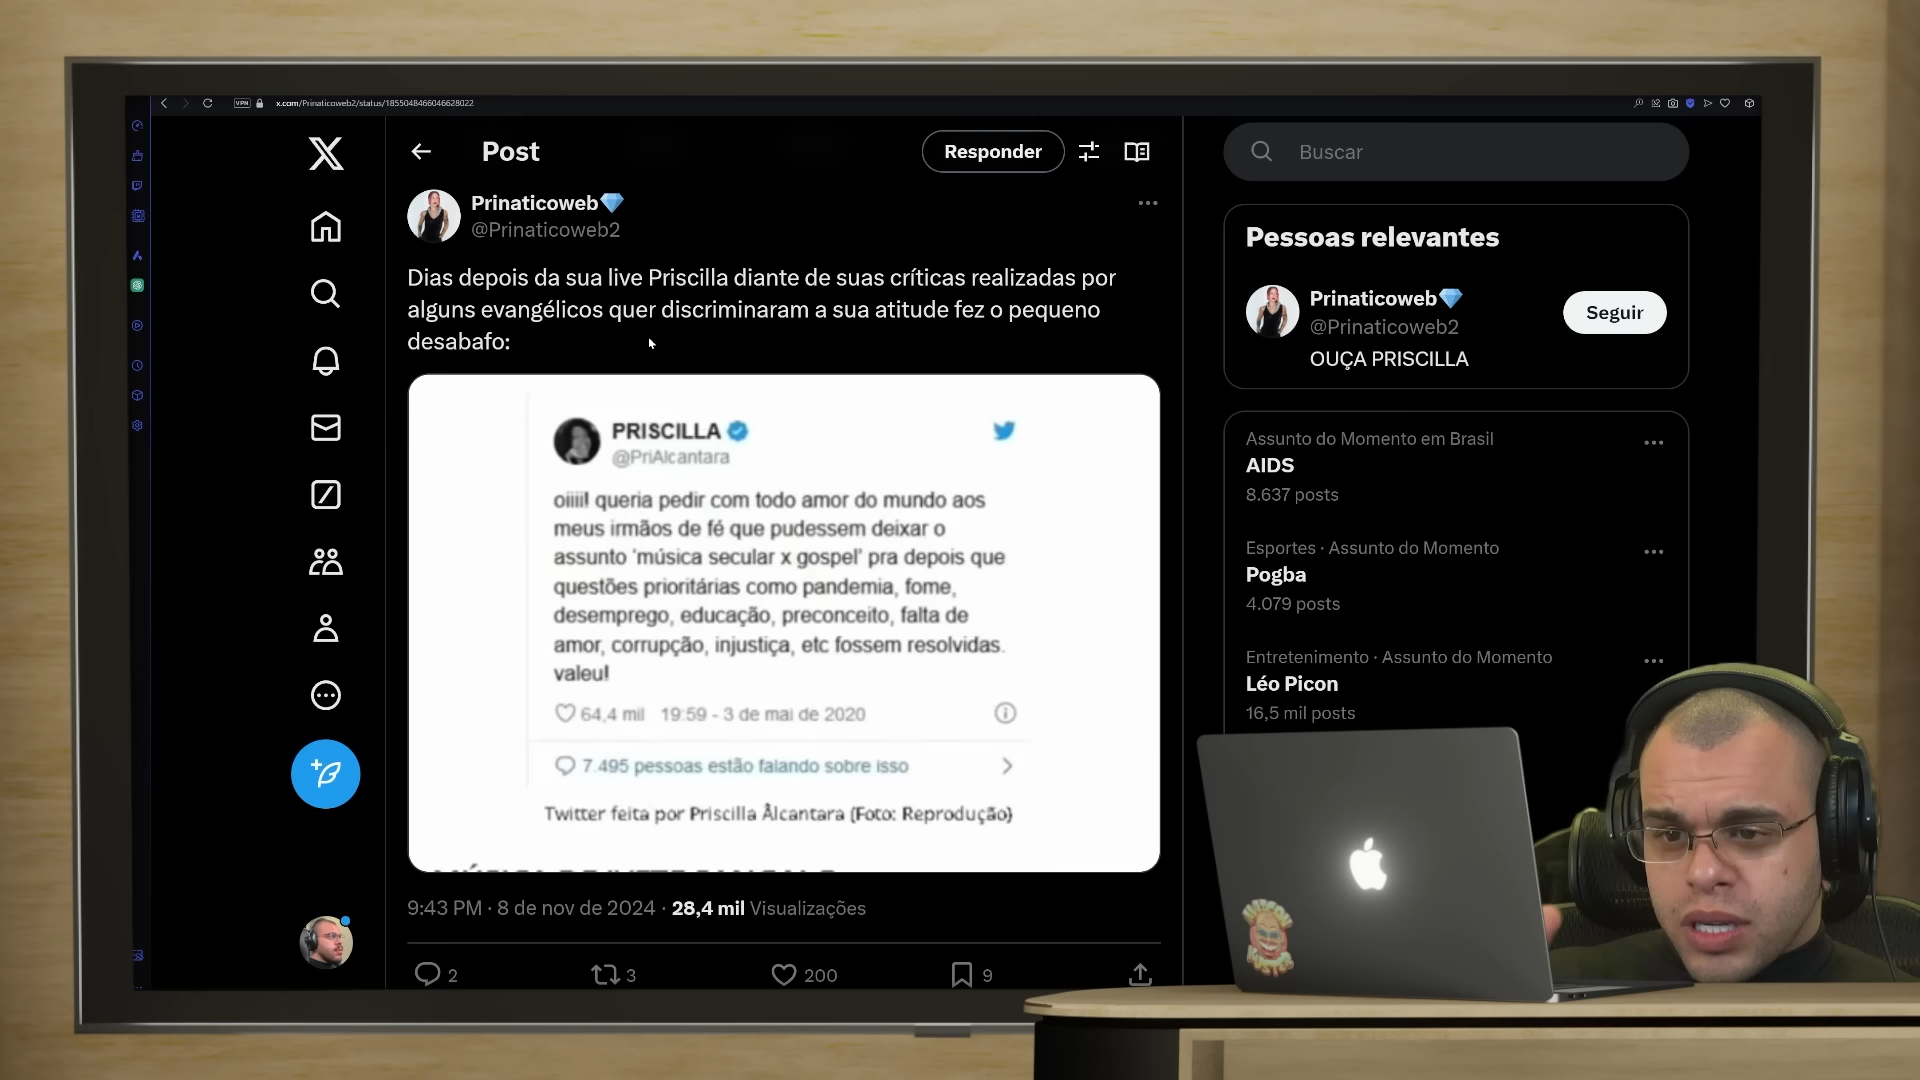 VPN
x.com/Prinaticoweb2/status/1855048466046628022
Post
Responder
Prinaticoweb💎
@Prinaticoweb2
Dias depois da sua live Priscilla diante de suas críticas realizadas por
alguns evangélicos quer discriminaram a sua atitude fez o pequeno
desabafo:
PRISCILLA
@PriAlcantara
oiiii! queria pedir com todo amor do mundo aos
meus irmãos de fé que pudessem deixar o
assunto 'música secular x gospel' pra depois que
questões prioritárias como pandemia, fome,
desemprego, educação, preconceito, falta de
amor, corrupção, injustiça, etc fossem resolvidas.
valeu!
64,4 mil 19:59 - 3 de mai de 2020
7.495 pessoas estão falando sobre isso
Twitter feita por Priscilla Âlcantara (Foto: Reprodução)
9:43 PM · 8 de nov de 2024 · 28,4 mil Visualizações
2 3 200 9
Buscar
Pessoas relevantes
Prinaticoweb💎
@Prinaticoweb2
Seguir
OUÇA PRISCILLA
Assunto do Momento em Brasil
AIDS
8.637 posts
Esportes · Assunto do Momento
Pogba
4.079 posts
Entretenimento · Assunto do Momento
Léo Picon
16,5 mil posts